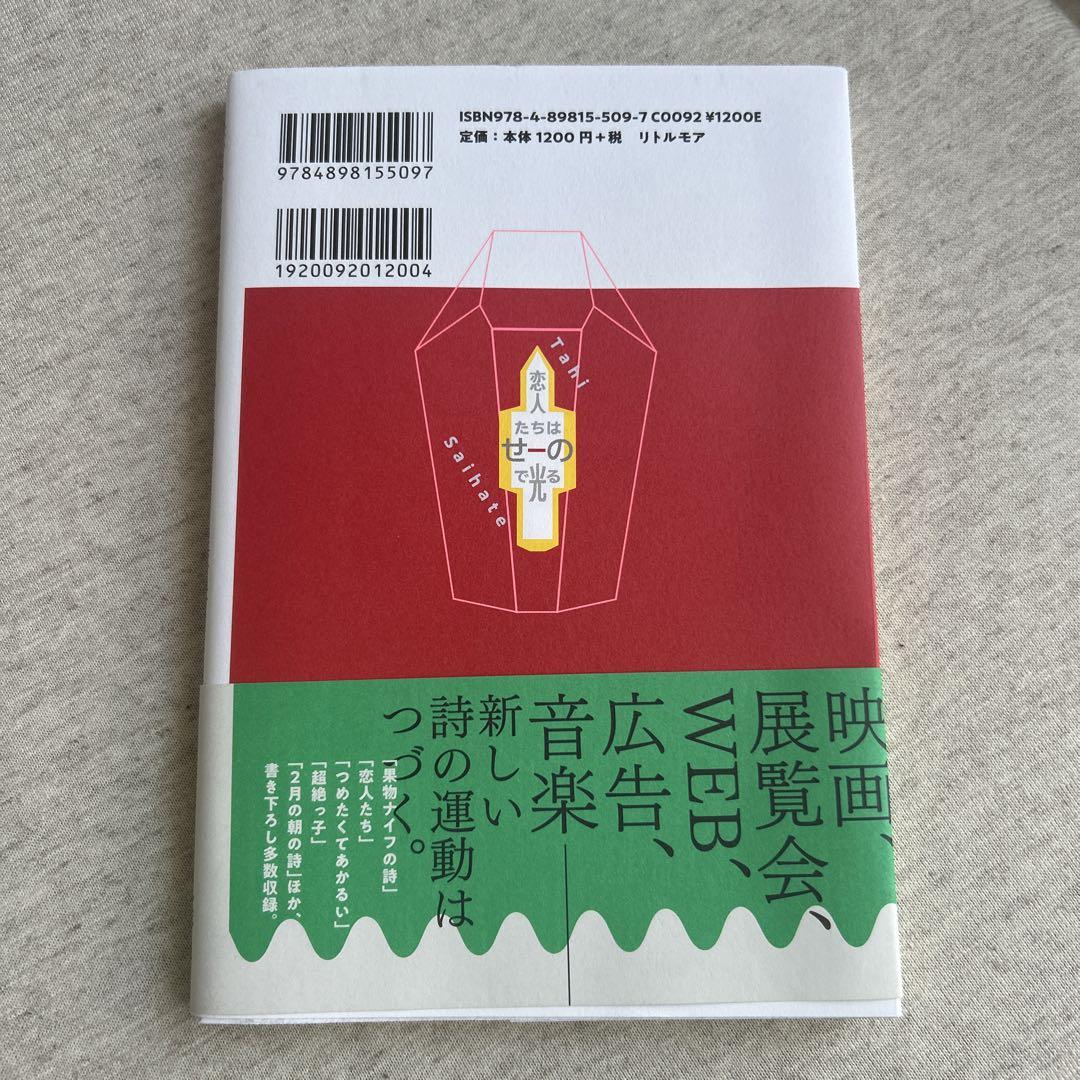 ISBN978-4-89815-509-7 C0092 ¥1200E
定価：本体1200円＋税　リトルモア
9784898155097
1920092012004
Tahi
Saihate
恋人
たちは
せーの
で光る
映画、
展覧会、
WEB、
広告、
音楽
新しい
詩の運動は
つづく。
「果物ナイフの詩」
「恋人たち」
「つめたくてあかるい」
「超絶っ子」
「2月の朝の詩」ほか、
書き下ろし多数収録。